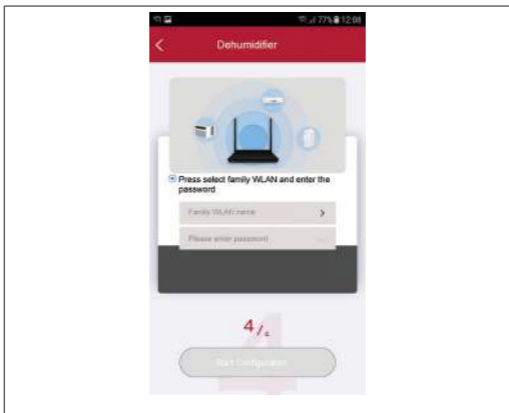 77% 12:08
Dehumidifier
Press select family WLAN and enter the
password
Family WLAN name
Please enter password
4/4
Start Configuration